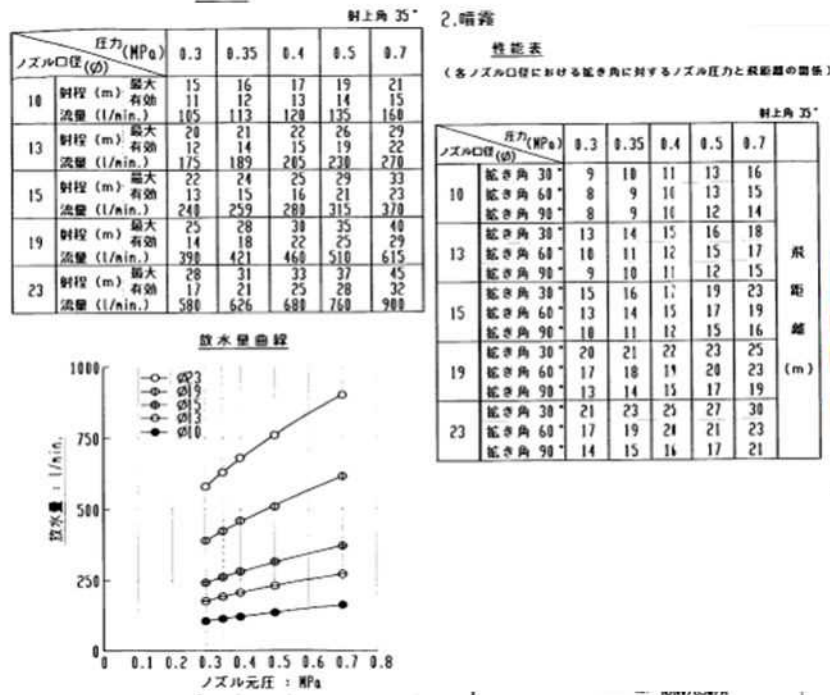 射上角 35°
圧力(MPa) 0.3 0.35 0.4 0.5 0.7
ノズル口径(Ø)
10 射程 (m) 最大 15 16 17 19 21
有効 11 12 13 14 15
流量 (l/min.) 105 113 120 135 160
13 射程 (m) 最大 20 21 22 26 29
有効 12 14 15 19 22
流量 (l/min.) 175 189 205 230 270
15 射程 (m) 最大 22 24 25 29 33
有効 13 15 16 21 23
流量 (l/min.) 240 259 280 315 370
19 射程 (m) 最大 25 28 30 35 40
有効 14 18 22 25 29
流量 (l/min.) 390 421 460 510 615
23 射程 (m) 最大 28 31 33 37 45
有効 17 21 25 28 32
流量 (l/min.) 580 626 680 760 900
放水量曲線
1000
750
500
250
0
放水量 : l/min.
Ø23
Ø19
Ø15
Ø13
Ø10
0 0.1 0.2 0.3 0.4 0.5 0.6 0.7 0.8
ノズル元圧 : MPa
2.噴霧
性能表
(各ノズル口径における拡き角に対するノズル圧力と飛距離の関係)
射上角 35°
圧力(MPa) 0.3 0.35 0.4 0.5 0.7
ノズル口径(Ø)
10 拡き角 30° 9 10 11 13 16
拡き角 60° 8 9 10 13 15
拡き角 90° 8 9 10 12 14
13 拡き角 30° 13 14 15 16 18
拡き角 60° 10 11 12 15 17
拡き角 90° 9 10 11 12 15
15 拡き角 30° 15 16 19 23
拡き角 60° 13 14 15 17 19
拡き角 90° 10 11 12 15 16
19 拡き角 30° 20 21 22 23 25
拡き角 60° 17 18 19 20 23
拡き角 90° 13 14 15 17 19
23 拡き角 30° 21 23 25 27 30
拡き角 60° 17 19 20 21 23
拡き角 90° 14 15 16 17 21
飛距離(m)